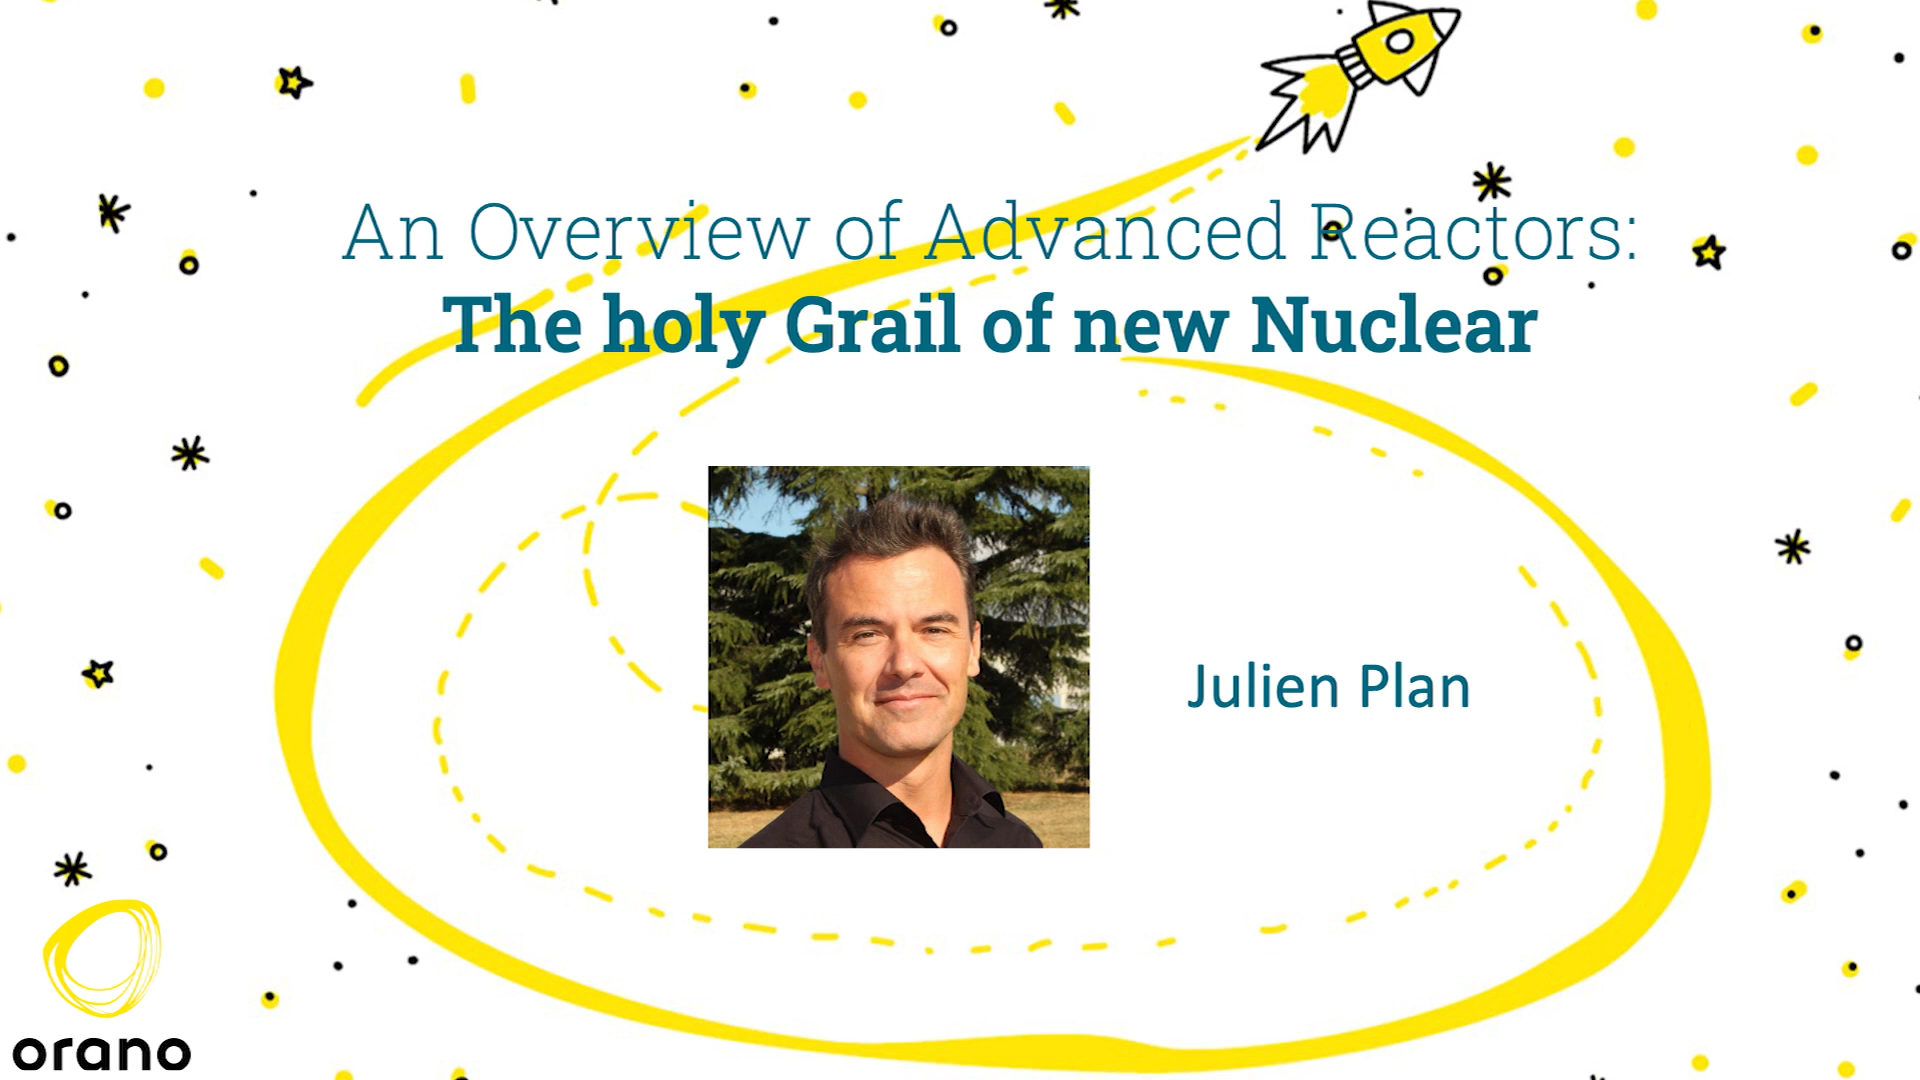 An Overview of Advanced Reactors:
The holy Grail of new Nuclear
Julien Plan
orano